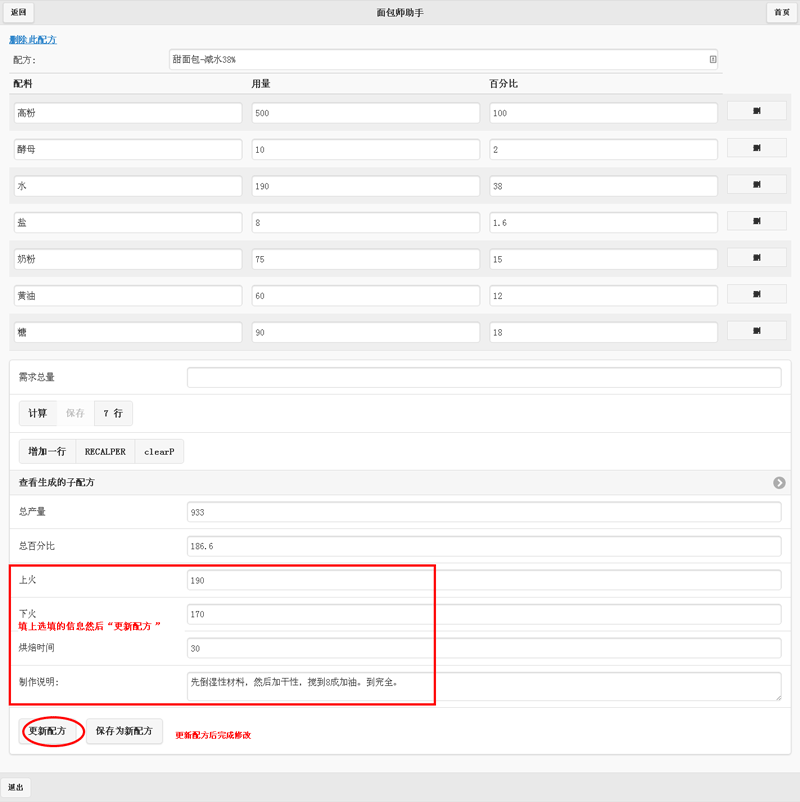 返回 面包师助手 首页
删除此配方
配方: 甜面包-减水38%
配料 用量 百分比
高粉 500 100 删
酵母 10 2 删
水 190 38 删
盐 8 1.6 删
奶粉 75 15 删
黄油 60 12 删
糖 90 18 删
需求总量
计算 保存 7 行
增加一行 RECALPER clearP
查看生成的子配方
总产量 933
总百分比 186.6
上火 190
下火 170
填上选填的信息然后“更新配方 ”
烘焙时间 30
制作说明: 先倒湿性材料, 然后加干性, 搅到8成加油。到完全。
更新配方 保存为新配方 更新配方后完成修改
退出